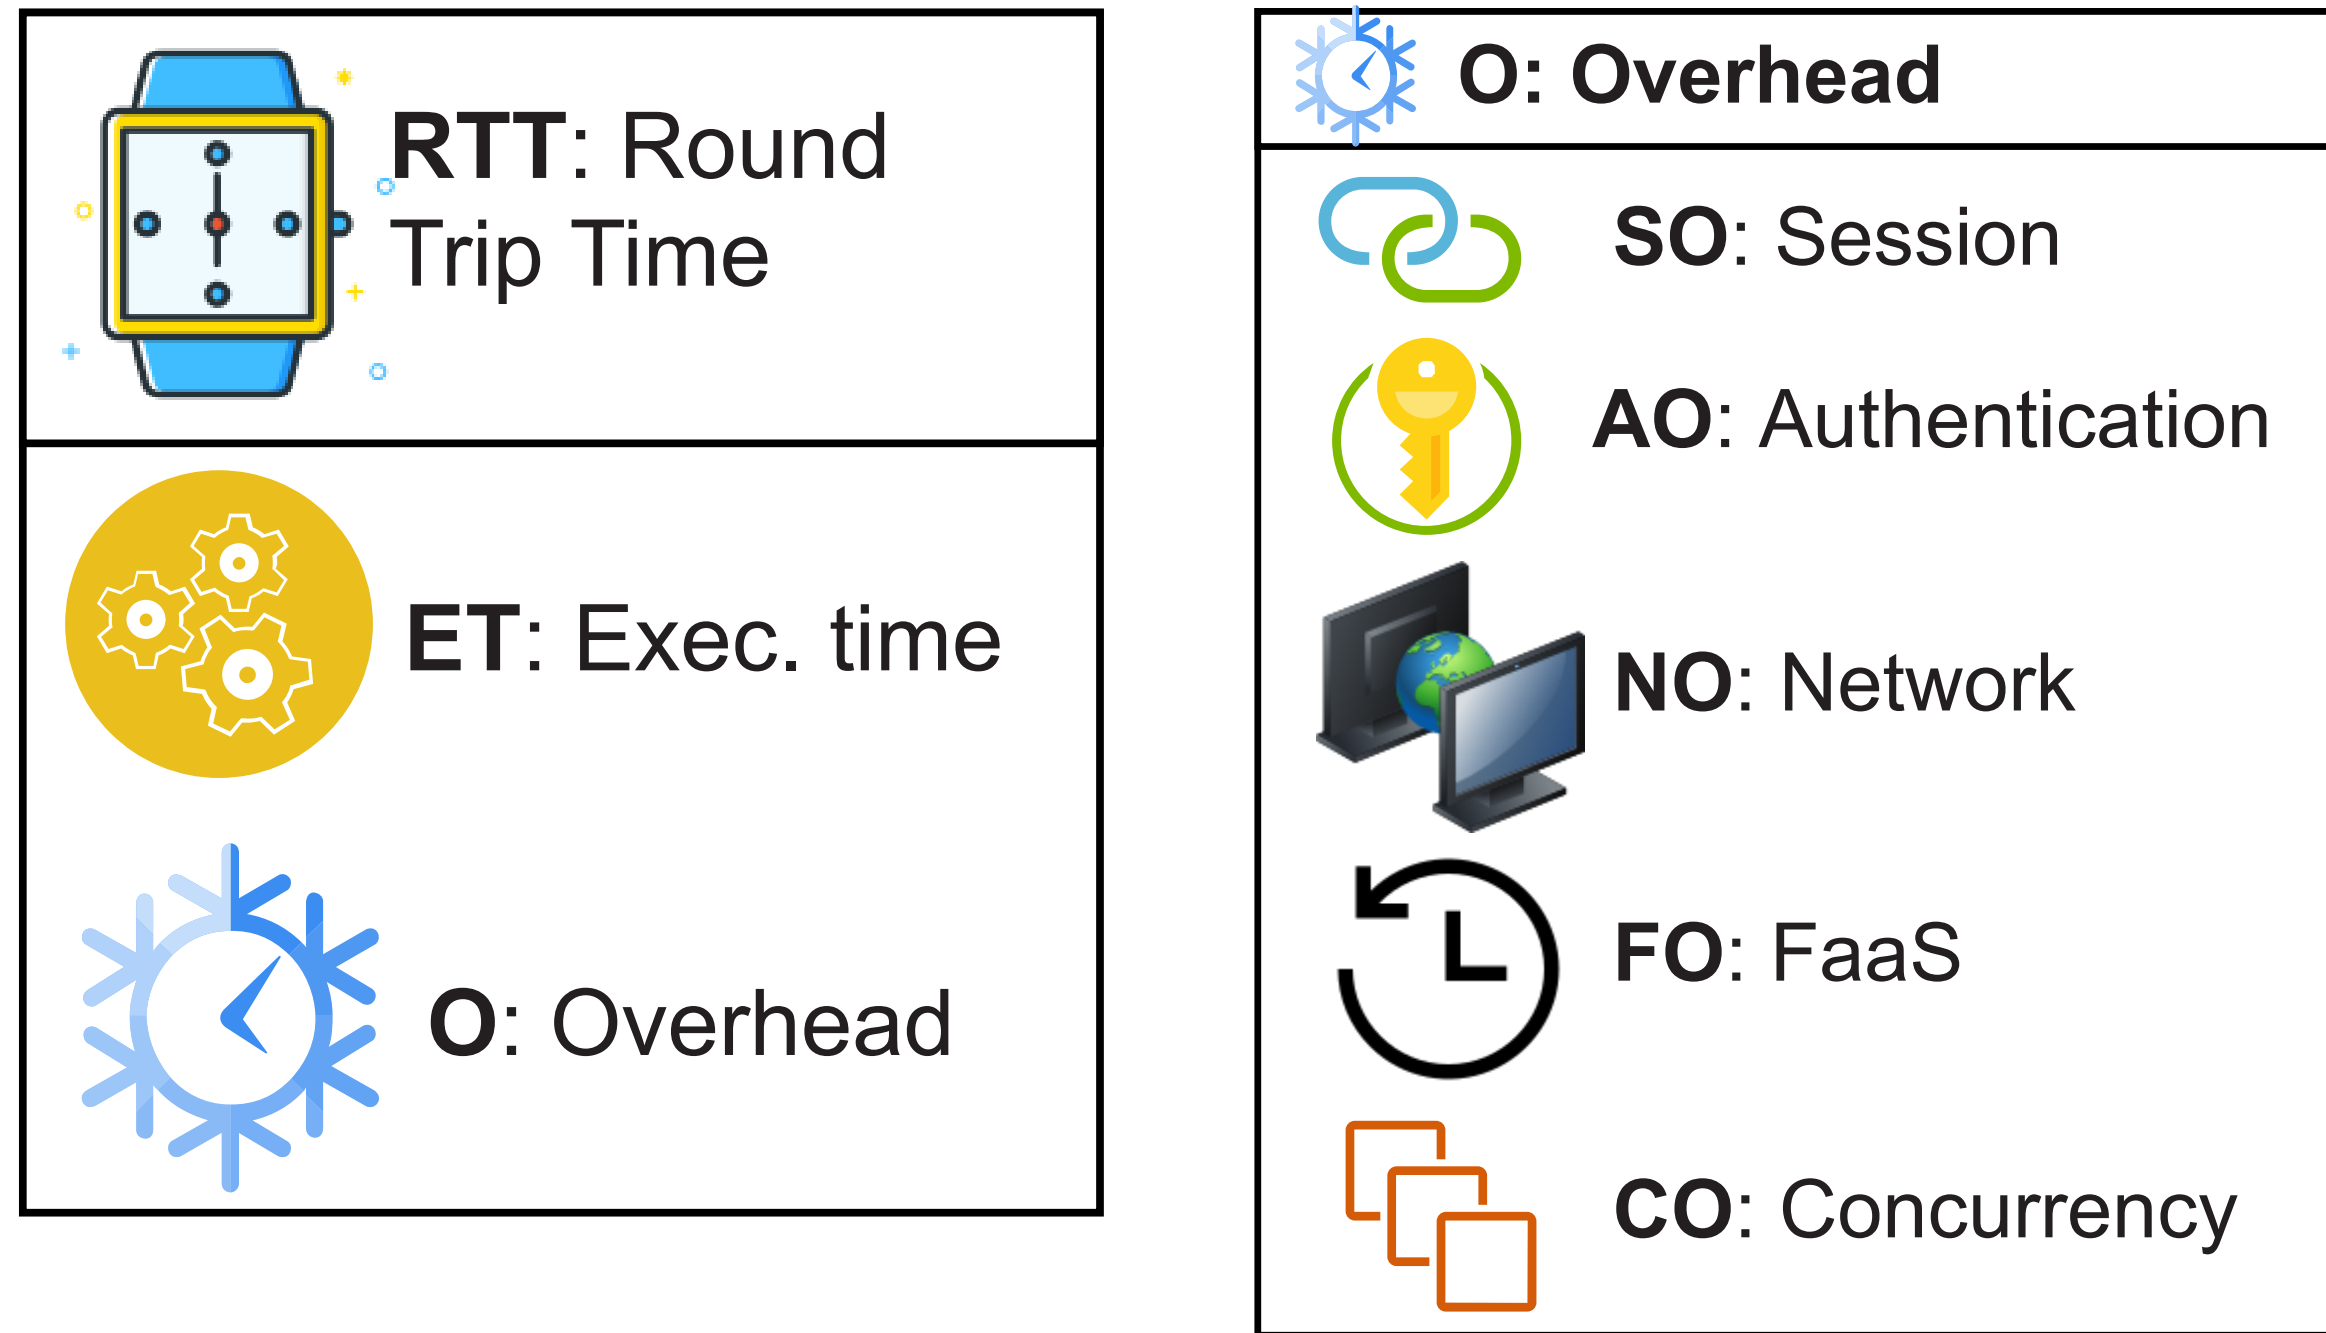 RTT: Round
Trip Time
ET: Exec. time
O: Overhead
O: Overhead
SO: Session
AO: Authentication
NO: Network
FO: FaaS
CO: Concurrency